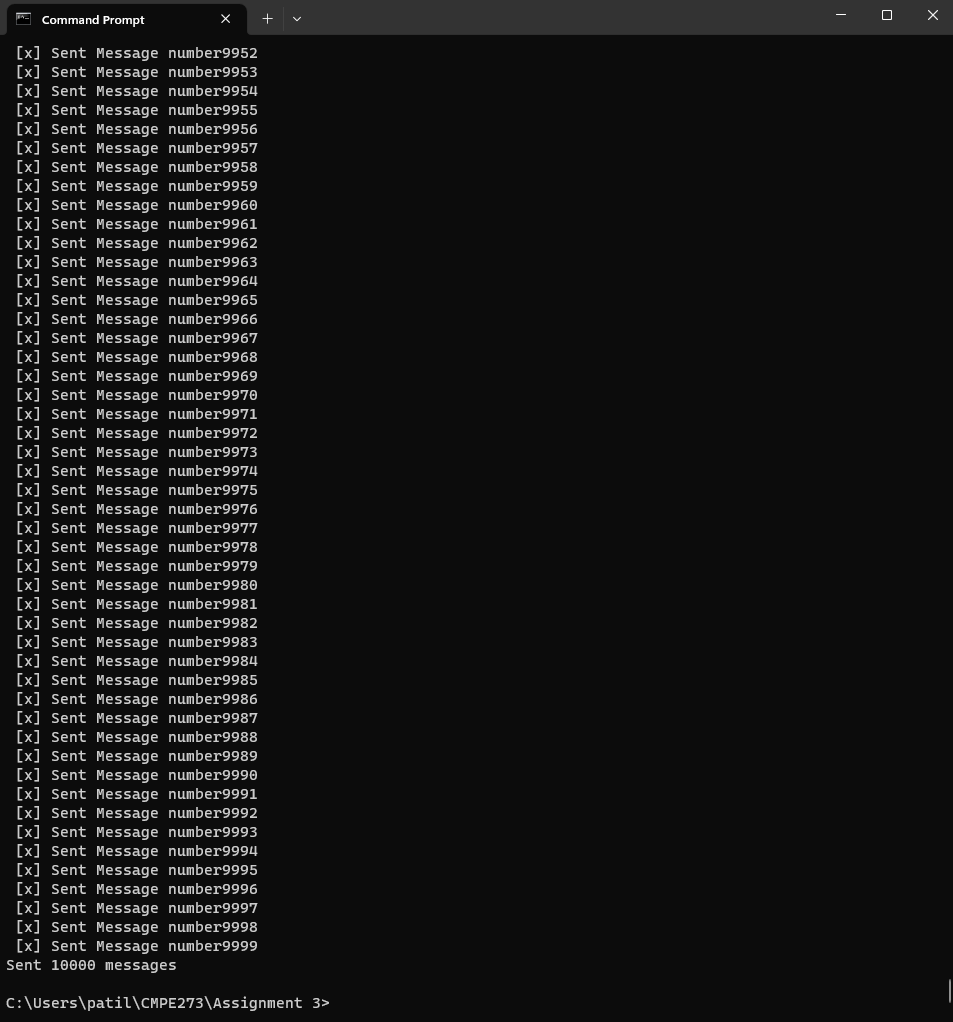 Command Prompt
[x] Sent Message number9952
[x] Sent Message number9953
[x] Sent Message number9954
[x] Sent Message number9955
[x] Sent Message number9956
[x] Sent Message number9957
[x] Sent Message number9958
[x] Sent Message number9959
[x] Sent Message number9960
[x] Sent Message number9961
[x] Sent Message number9962
[x] Sent Message number9963
[x] Sent Message number9964
[x] Sent Message number9965
[x] Sent Message number9966
[x] Sent Message number9967
[x] Sent Message number9968
[x] Sent Message number9969
[x] Sent Message number9970
[x] Sent Message number9971
[x] Sent Message number9972
[x] Sent Message number9973
[x] Sent Message number9974
[x] Sent Message number9975
[x] Sent Message number9976
[x] Sent Message number9977
[x] Sent Message number9978
[x] Sent Message number9979
[x] Sent Message number9980
[x] Sent Message number9981
[x] Sent Message number9982
[x] Sent Message number9983
[x] Sent Message number9984
[x] Sent Message number9985
[x] Sent Message number9986
[x] Sent Message number9987
[x] Sent Message number9988
[x] Sent Message number9989
[x] Sent Message number9990
[x] Sent Message number9991
[x] Sent Message number9992
[x] Sent Message number9993
[x] Sent Message number9994
[x] Sent Message number9995
[x] Sent Message number9996
[x] Sent Message number9997
[x] Sent Message number9998
[x] Sent Message number9999
Sent 10000 messages
C:\Users\patil\CMPE273\Assignment 3>